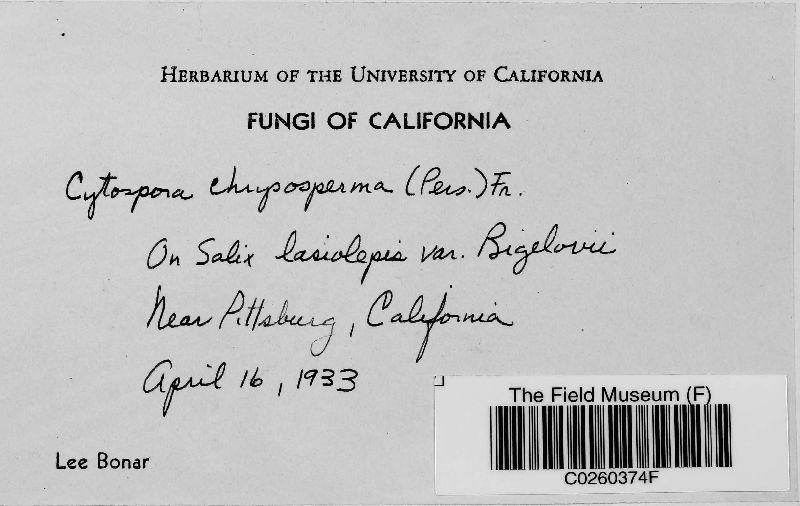 HERBARIUM OF THE UNIVERSITY OF CALIFORNIA
FUNGI OF CALIFORNIA
Cytospora chrysosperma (Pers.) Fr.
On Salix lasiolepis var. Bigelovii
Near Pittsburg, California
April 16, 1933
Lee Bonar
The Field Museum (F)
C0260374F